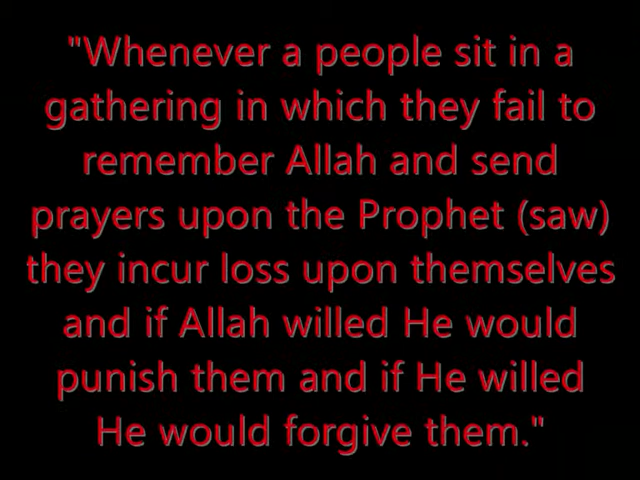 "Whenever a people sit in a
gathering in which they fail to
remember Allah and send
prayers upon the Prophet (saw)
they incur loss upon themselves
and if Allah willed He would
punish them and if He willed
He would forgive them."